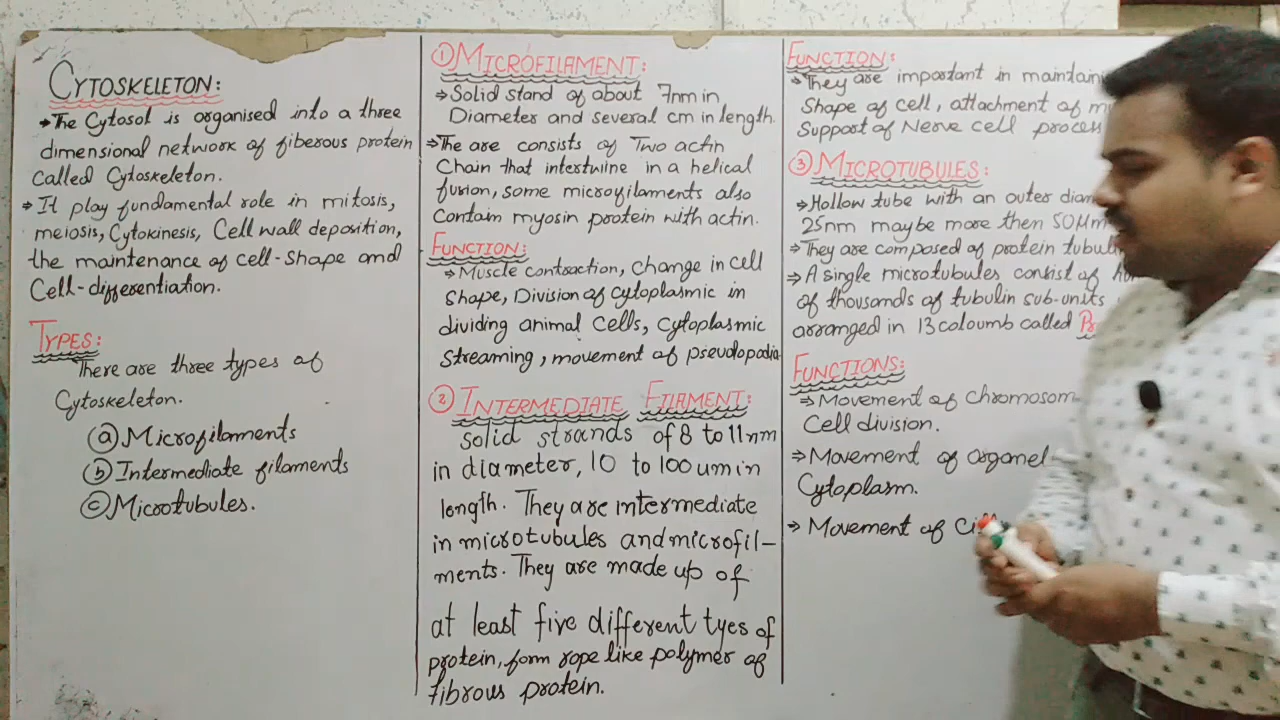 CYTOSKELETON:
→ The Cytosol is organised into a three
dimensional network of fiberous protein
called Cytoskeleton.
→ It play fundamental role in mitosis,
meiosis, Cytokinesis, Cell wall deposition,
the maintenance of cell-shape and
Cell-differentiation.
TYPES:
There are three types of
Cytoskeleton.
(a) Microfilaments
(b) Intermediate filaments
(c) Microtubules.
(1) MICROFILAMENT:
→ Solid stand of about 7nm in
Diameter and several cm in length.
→ The are consists of Two actin
Chain that intertwine in a helical
fusion, some microfilaments also
Contain myosin protein with actin.
FUNCTION:
→ Muscle contraction, change in cell
shape, Division of cytoplasmic in
dividing animal cells, cytoplasmic
streaming, movement of pseudopodia
(2) INTERMEDIATE FILAMENT:
solid strands of 8 to 11nm
in diameter, 10 to 100um in
length. They are intermediate
in microtubules and microfil-
ments. They are made up of
at least five different tyes of
protein, form rope like polymer of
fibrous protein.
FUNCTION:
→ They are important in maintain
Shape of cell, attachment of
Support of Nerve cell process
(3) MICROTUBULES:
→ Hollow tube with an outer
25nm maybe more then 50μm
→ They are composed of protein
→ A single microtubules consist of
of thousands of tubulin sub-units
arranged in 13 coloumb called
FUNCTIONS:
→ Movement of Chromosom
Cell division.
→ Movement of organel
Cytoplasm.
→ Movement of